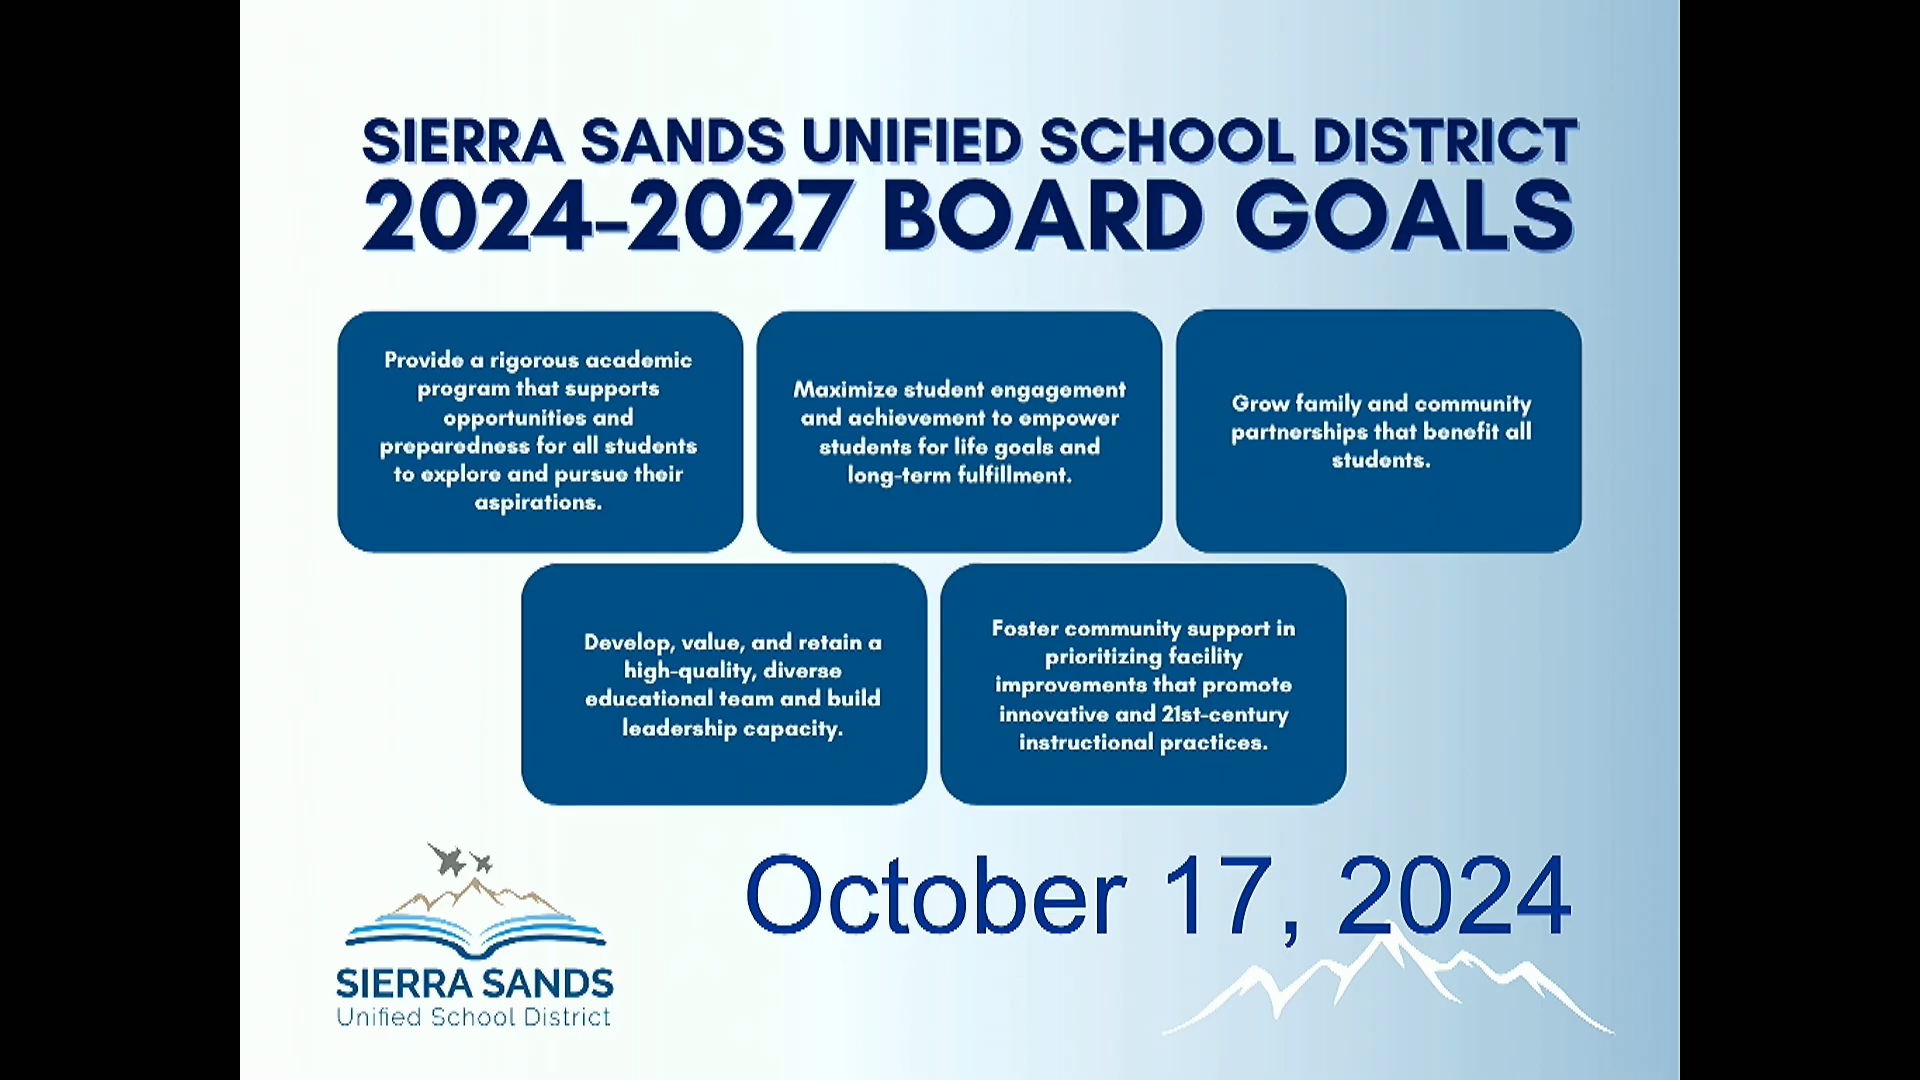 SIERRA SANDS UNIFIED SCHOOL DISTRICT
2024-2027 BOARD GOALS
Provide a rigorous academic
program that supports
opportunities and
preparedness for all students
to explore and pursue their
aspirations.
Maximize student engagement
and achievement to empower
students for life goals and
long-term fulfillment.
Grow family and community
partnerships that benefit all
students.
Develop, value, and retain a
high-quality, diverse
educational team and build
leadership capacity.
Foster community support in
prioritizing facility
improvements that promote
innovative and 21st-century
instructional practices.
October 17, 2024
SIERRA SANDS
Unified School District